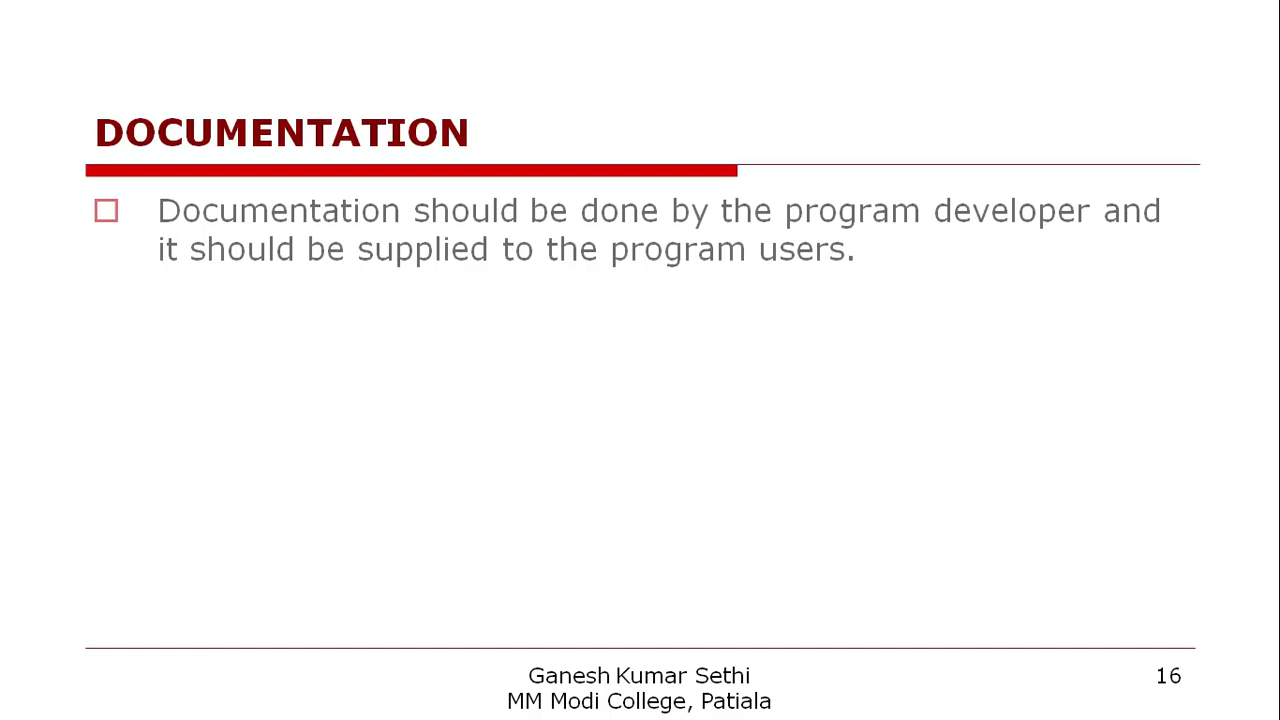 DOCUMENTATION
Documentation should be done by the program developer and
it should be supplied to the program users.
Ganesh Kumar Sethi
MM Modi College, Patiala
16